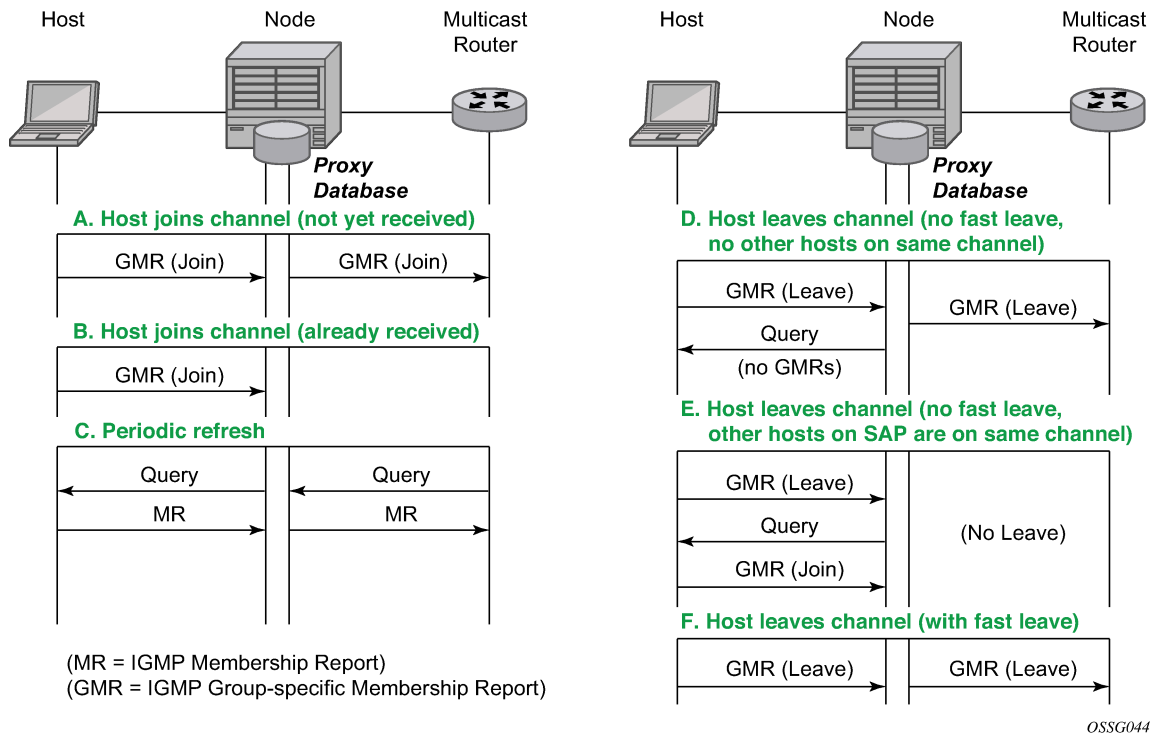 Host
Node
Multicast
Router
Proxy
Database
A. Host joins channel (not yet received)
GMR (Join)
GMR (Join)
B. Host joins channel (already received)
GMR (Join)
C. Periodic refresh
Query
Query
MR
MR
(MR = IGMP Membership Report)
(GMR = IGMP Group-specific Membership Report)
Host
Node
Multicast
Router
Proxy
Database
D. Host leaves channel (no fast leave,
no other hosts on same channel)
GMR (Leave)
GMR (Leave)
Query
(no GMRs)
E. Host leaves channel (no fast leave,
other hosts on SAP are on same channel)
GMR (Leave)
Query
(No Leave)
GMR (Join)
F. Host leaves channel (with fast leave)
GMR (Leave)
GMR (Leave)
OSSG044